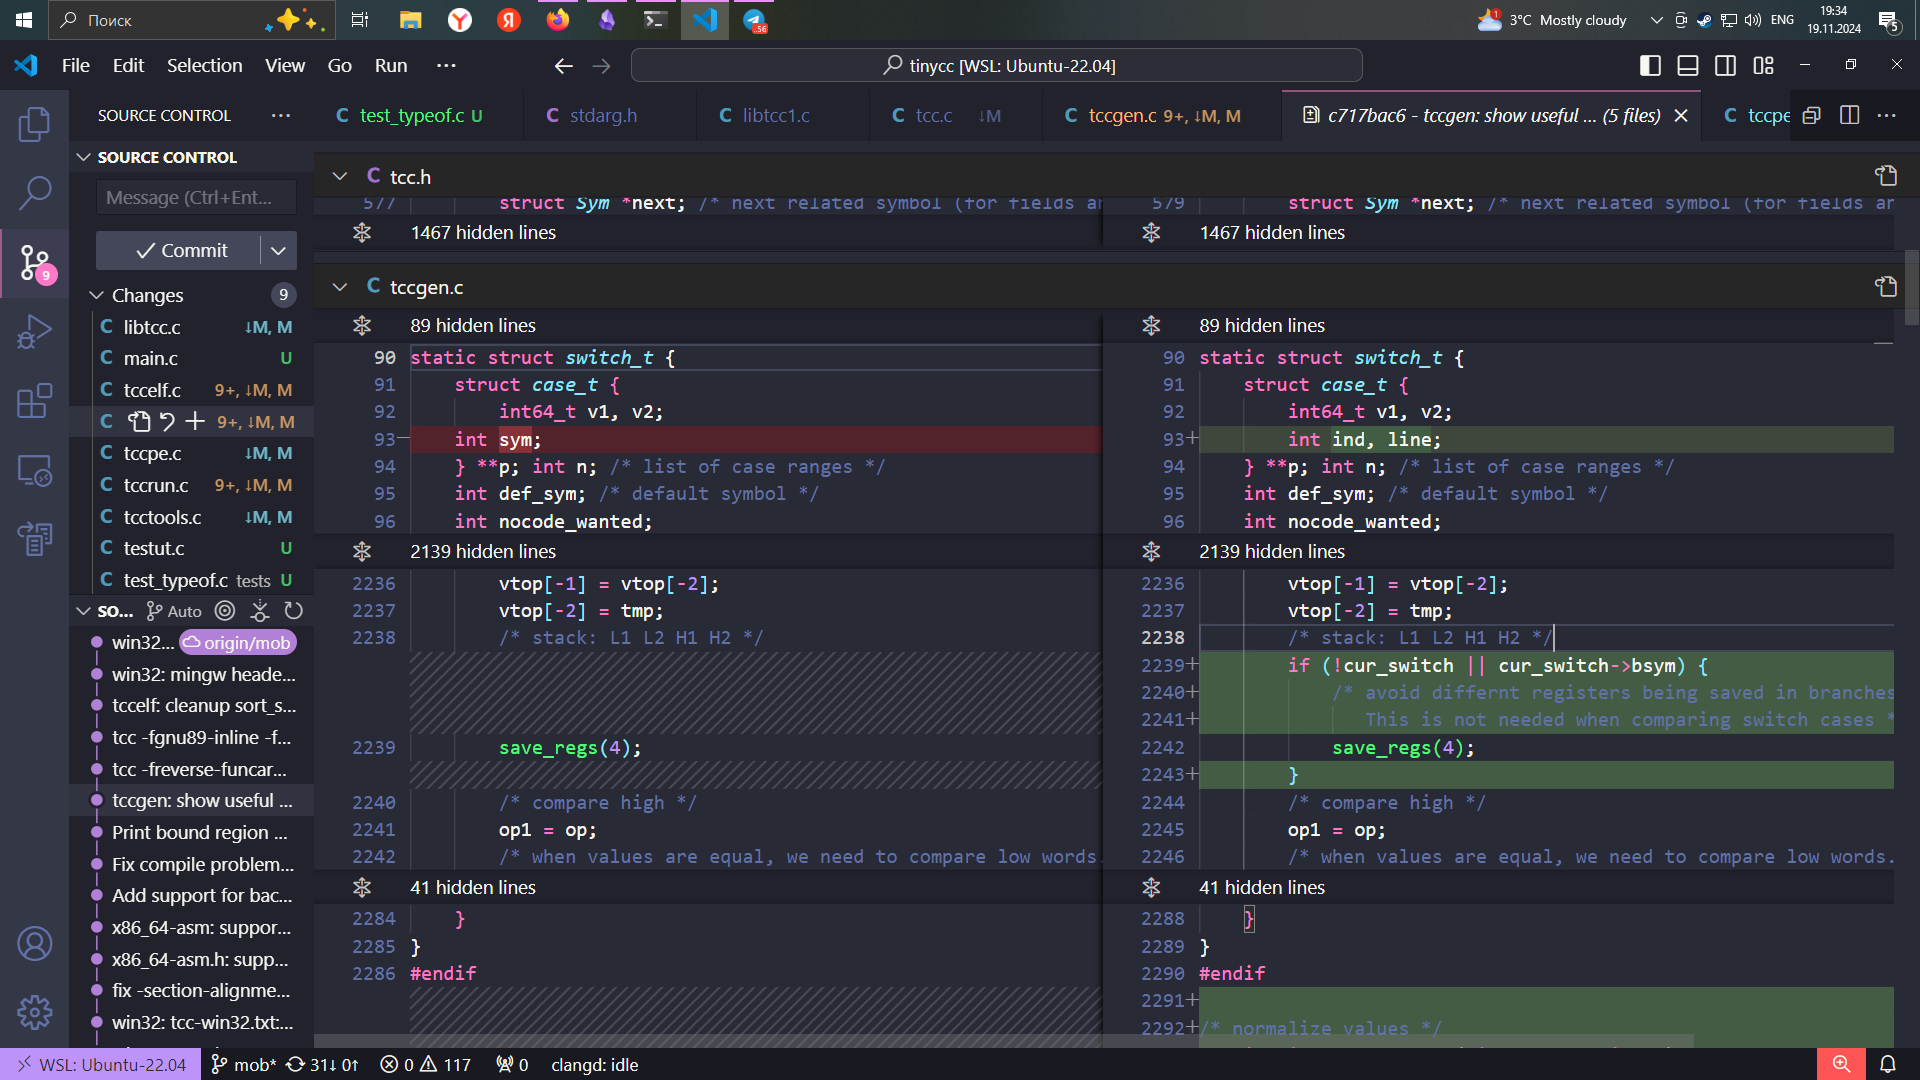 Поиск
56
1
3°C Mostly cloudy
ENG
19:34
19.11.2024
5
File Edit Selection View Go Run ···
tinycc [WSL: Ubuntu-22.04]
SOURCE CONTROL ···
C test_typeof.c U
C stdarg.h
C libtcc1.c
C tcc.c ↓M
C tccgen.c 9+, ↓M, M
c717bac6 - tccgen: show useful ... (5 files)
C tccpe
SOURCE CONTROL
Message (Ctrl+Ent...
Commit
9
Changes 9
C libtcc.c ↓M, M
C main.c U
C tccelf.c 9+, ↓M, M
C 9+, ↓M, M
C tccpe.c ↓M, M
C tccrun.c 9+, ↓M, M
C tcctools.c ↓M, M
C testut.c U
C test_typeof.c tests U
SO... Auto
win32... origin/mob
win32: mingw heade...
tccelf: cleanup sort_s...
tcc -fgnu89-inline -f...
tcc -freverse-funcar...
tccgen: show useful ...
Print bound region ...
Fix compile problem...
Add support for bac...
x86_64-asm: suppor...
x86_64-asm.h: supp...
fix -section-alignme...
win32: tcc-win32.txt:...
C tcc.h
577 struct Sym *next; /* next related symbol (for fields an
1467 hidden lines
C tccgen.c
89 hidden lines
90 static struct switch_t {
91 struct case_t {
92 int64_t v1, v2;
93— int sym;
94 } **p; int n; /* list of case ranges */
95 int def_sym; /* default symbol */
96 int nocode_wanted;
2139 hidden lines
2236 vtop[-1] = vtop[-2];
2237 vtop[-2] = tmp;
2238 /* stack: L1 L2 H1 H2 */
2239 save_regs(4);
2240 /* compare high */
2241 op1 = op;
2242 /* when values are equal, we need to compare low words.
41 hidden lines
2284 }
2285 }
2286 #endif
579 struct Sym *next; /* next related symbol (for fields an
1467 hidden lines
89 hidden lines
90 static struct switch_t {
91 struct case_t {
92 int64_t v1, v2;
93+ int ind, line;
94 } **p; int n; /* list of case ranges */
95 int def_sym; /* default symbol */
96 int nocode_wanted;
2139 hidden lines
2236 vtop[-1] = vtop[-2];
2237 vtop[-2] = tmp;
2238 /* stack: L1 L2 H1 H2 */
2239+ if (!cur_switch || cur_switch->bsym) {
2240+ /* avoid differnt registers being saved in branches
2241+ This is not needed when comparing switch cases *
2242 save_regs(4);
2243+ }
2244 /* compare high */
2245 op1 = op;
2246 /* when values are equal, we need to compare low words.
41 hidden lines
2288 }
2289 }
2290 #endif
2291+
2292+ /* normalize values */
WSL: Ubuntu-22.04 mob* 31↓ 0↑ 0 117 0 clangd: idle